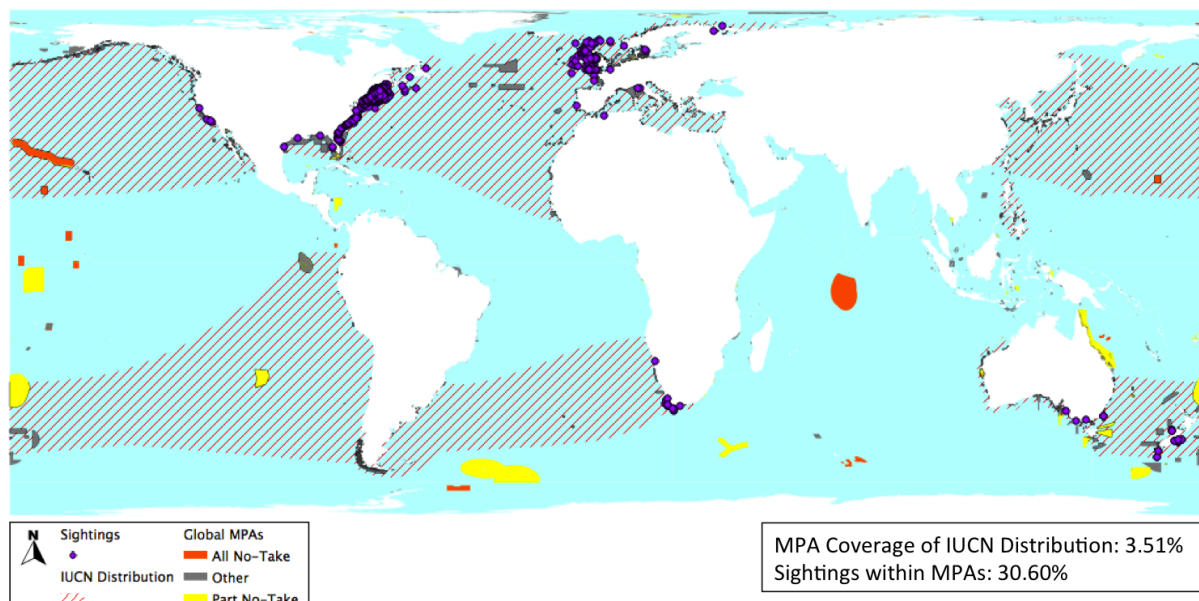 N
Sightings
IUCN Distribution
Global MPAs
All No-Take
Other
Part No-Take
MPA Coverage of IUCN Distribution: 3.51%
Sightings within MPAs: 30.60%